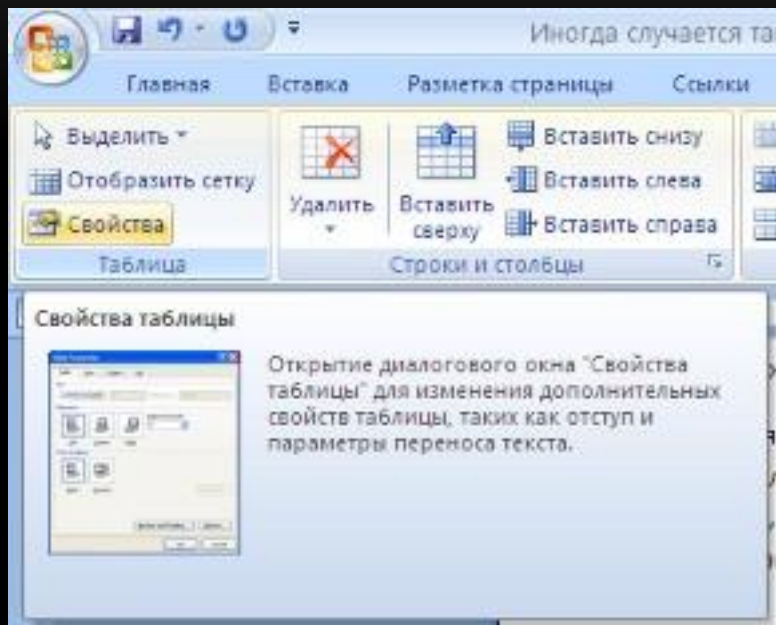 Иногда случается та
Главная Вставка Разметка страницы Ссылки
Выделить
Отобразить сетку
Свойства
Таблица
Удалить
Вставить сверху
Вставить снизу
Вставить слева
Вставить справа
Строки и столбцы
Свойства таблицы
Открытие диалогового окна "Свойства
таблицы" для изменения дополнительных
свойств таблицы, таких как отступ и
параметры переноса текста.